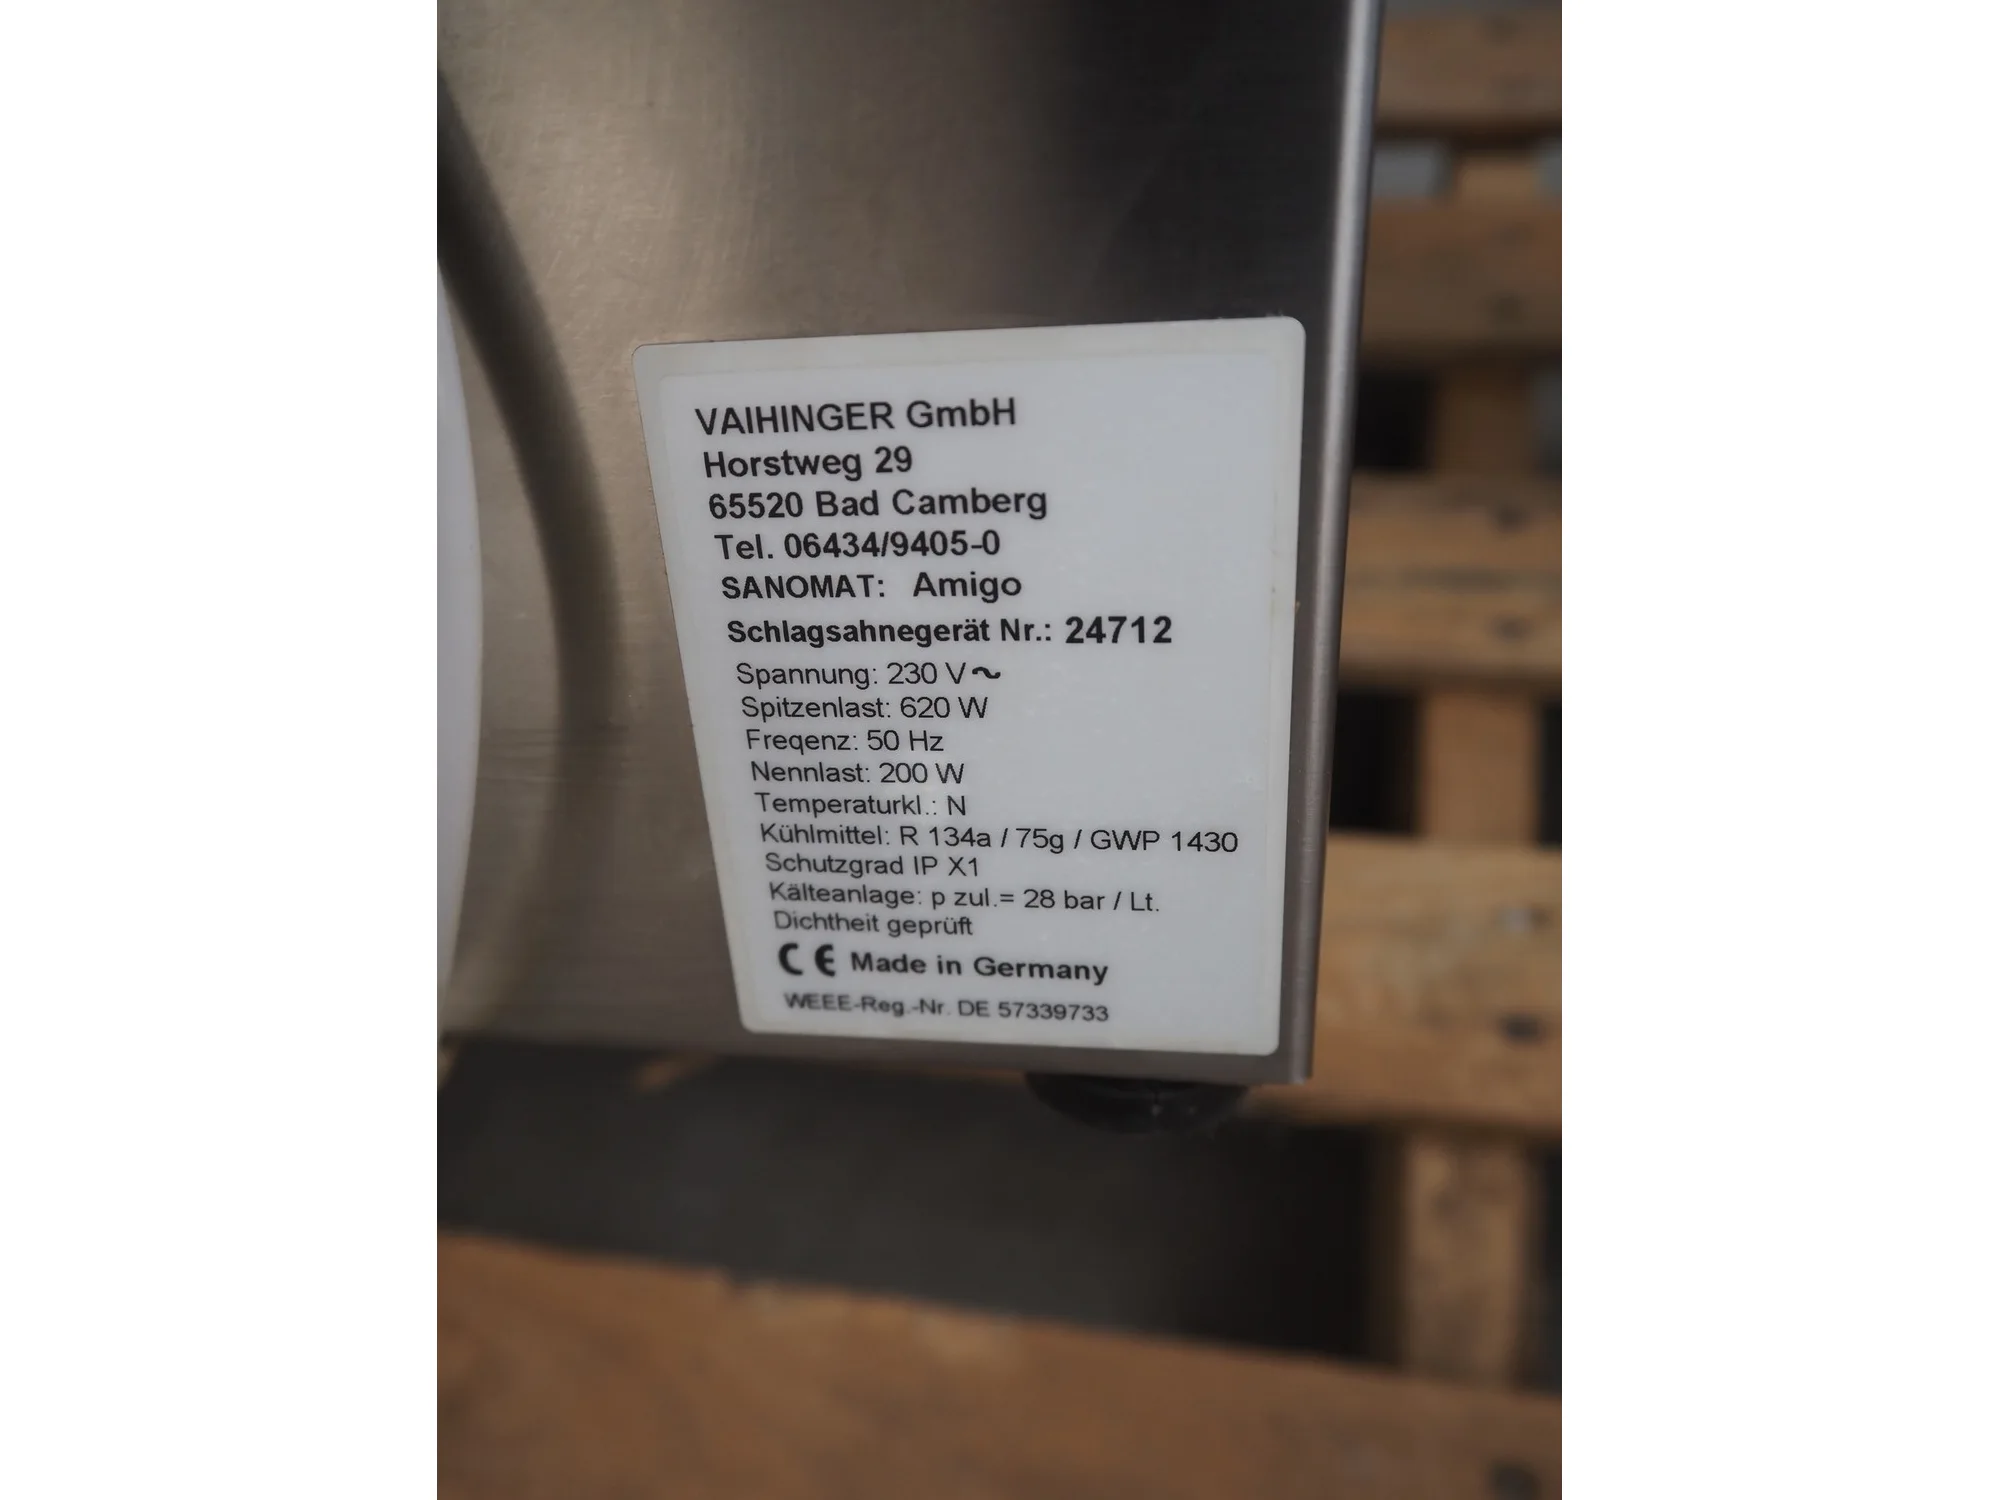 VAIHINGER GmbH
Horstweg 29
65520 Bad Camberg
Tel. 06434/9405-0
SANOMAT: Amigo
Schlagsahnegerät Nr.: 24712
Spannung: 230 V~
Spitzenlast: 620 W
Freqenz: 50 Hz
Nennlast: 200 W
Temperaturkl.: N
Kühlmittel: R 134a / 75g / GWP 1430
Schutzgrad IP X1
Kälteanlage: p zul.= 28 bar / Lt.
Dichtheit geprüft
CE Made in Germany
WEEE-Reg.-Nr. DE 57339733